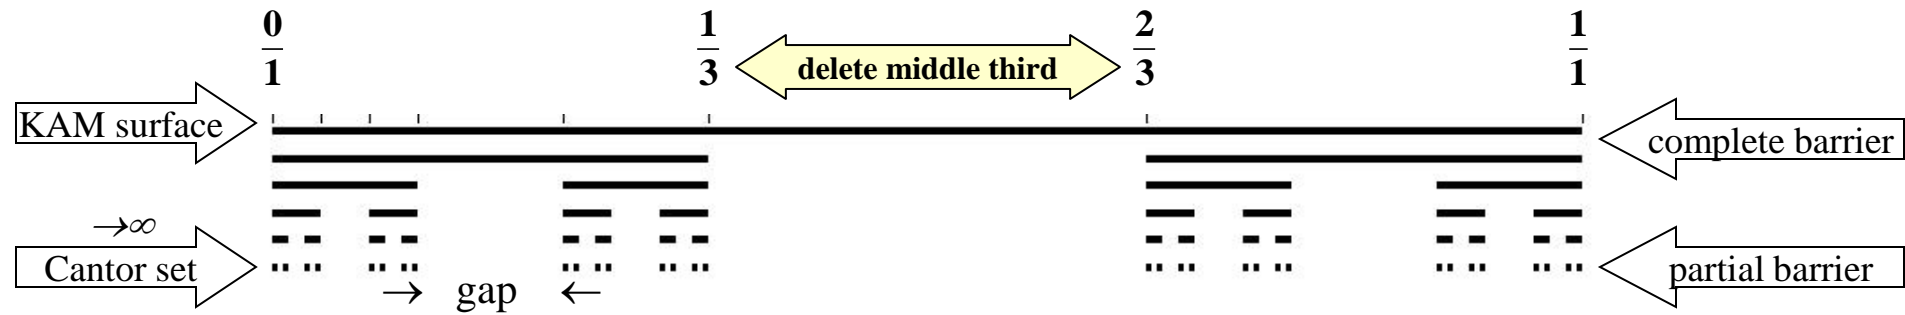 0/1 1/3 2/3 1/1
delete middle third
KAM surface
complete barrier
→∞
Cantor set
partial barrier
→ gap ←